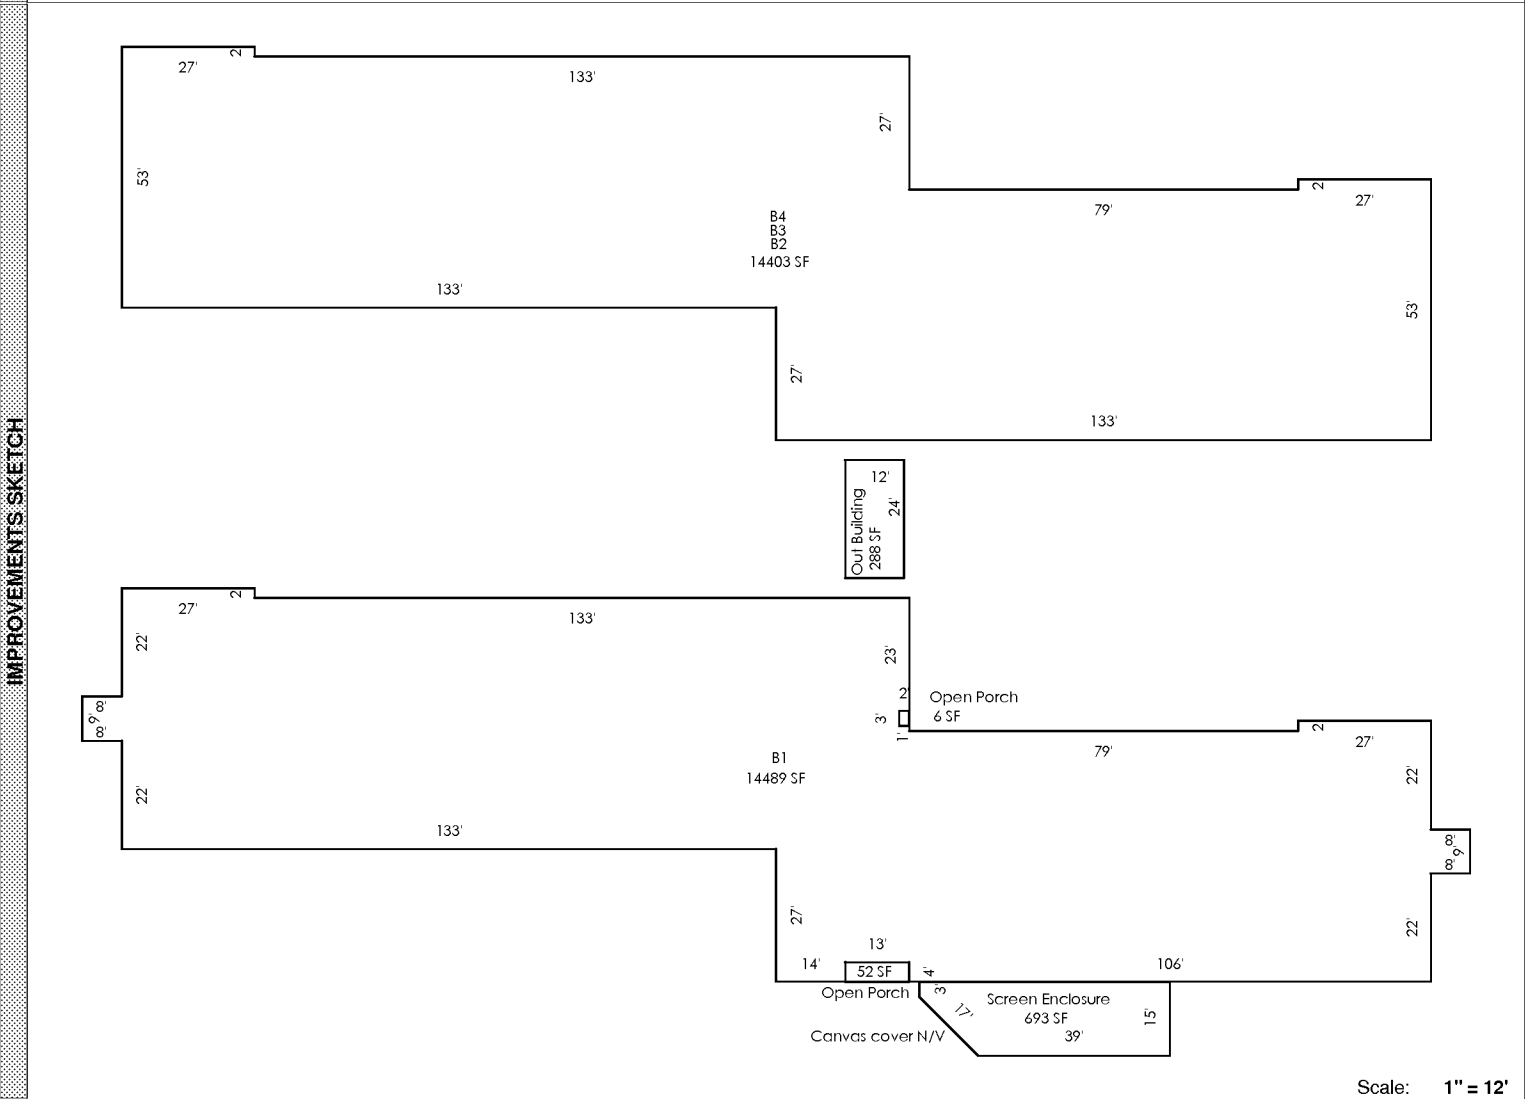 IMPROVEMENTS SKETCH
27'
2
133'
27'
53'
79'
2
27'
B4
B3
B2
14403 SF
133'
53'
27'
133'
12'
24'
Out Building
288 SF
27'
2
133'
22'
23'
8'
9'
8'
2'
Open Porch
3'
6 SF
1'
79'
2
27'
B1
14489 SF
22'
22'
133'
8'
9'
8'
27'
22'
13'
14'
52 SF
4'
106'
Open Porch
3'
Screen Enclosure
17'
693 SF
15'
Canvas cover N/V
39'
Scale: 1" = 12'